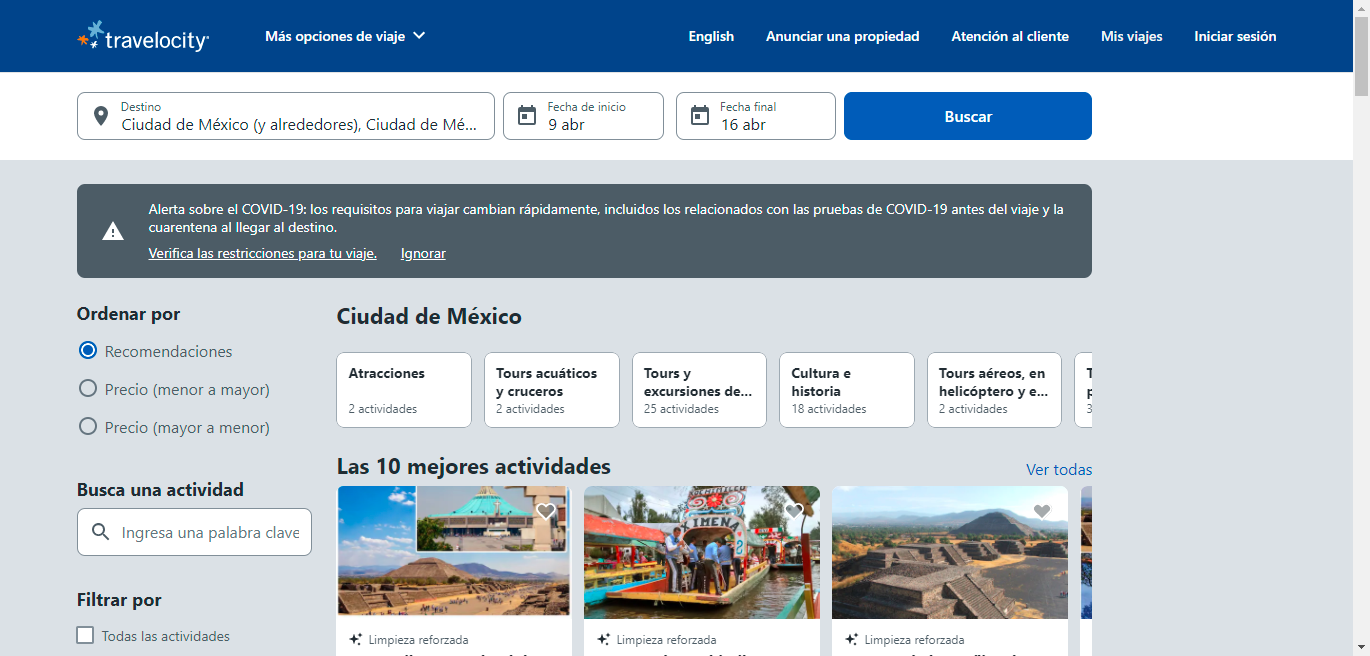 travelocity
Más opciones de viaje
English
Anunciar una propiedad
Atención al cliente
Mis viajes
Iniciar sesión
Destino
Ciudad de México (y alrededores), Ciudad de Mé...
Fecha de inicio
9 abr
Fecha final
16 abr
Buscar
Alerta sobre el COVID-19: los requisitos para viajar cambian rápidamente, incluidos los relacionados con las pruebas de COVID-19 antes del viaje y la
cuarentena al llegar al destino.
Verifica las restricciones para tu viaje. Ignorar
Ordenar por
Recomendaciones
Precio (menor a mayor)
Precio (mayor a menor)
Busca una actividad
Ingresa una palabra clave
Filtrar por
Todas las actividades
Ciudad de México
Atracciones
2 actividades
Tours acuáticos
y cruceros
2 actividades
Tours y
excursiones de...
25 actividades
Cultura e
historia
18 actividades
Tours aéreos, en
helicóptero y e...
2 actividades
Las 10 mejores actividades
Ver todas
XIMENA
Limpieza reforzada
Limpieza reforzada
Limpieza reforzada